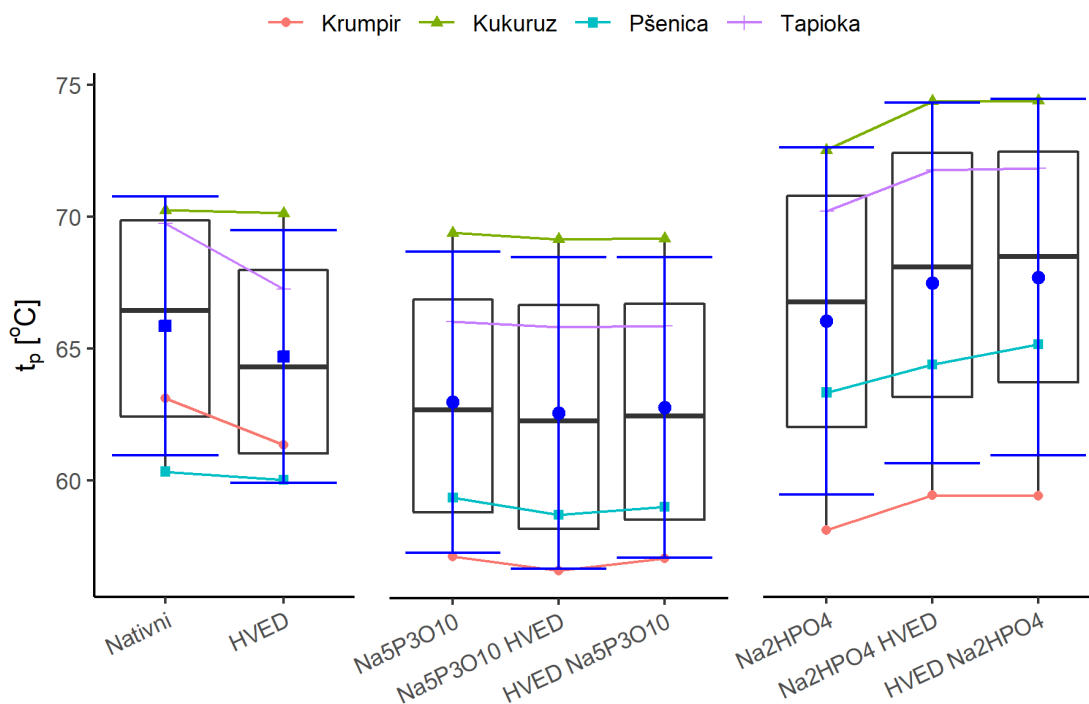 Krumpir Kukuruz Pšenica Tapioka
75
70
65
60
tp [oC]
Nativni
HVED
Na5P3O10
Na5P3O10 HVED
HVED Na5P3O10
Na2HPO4
Na2HPO4 HVED
HVED Na2HPO4